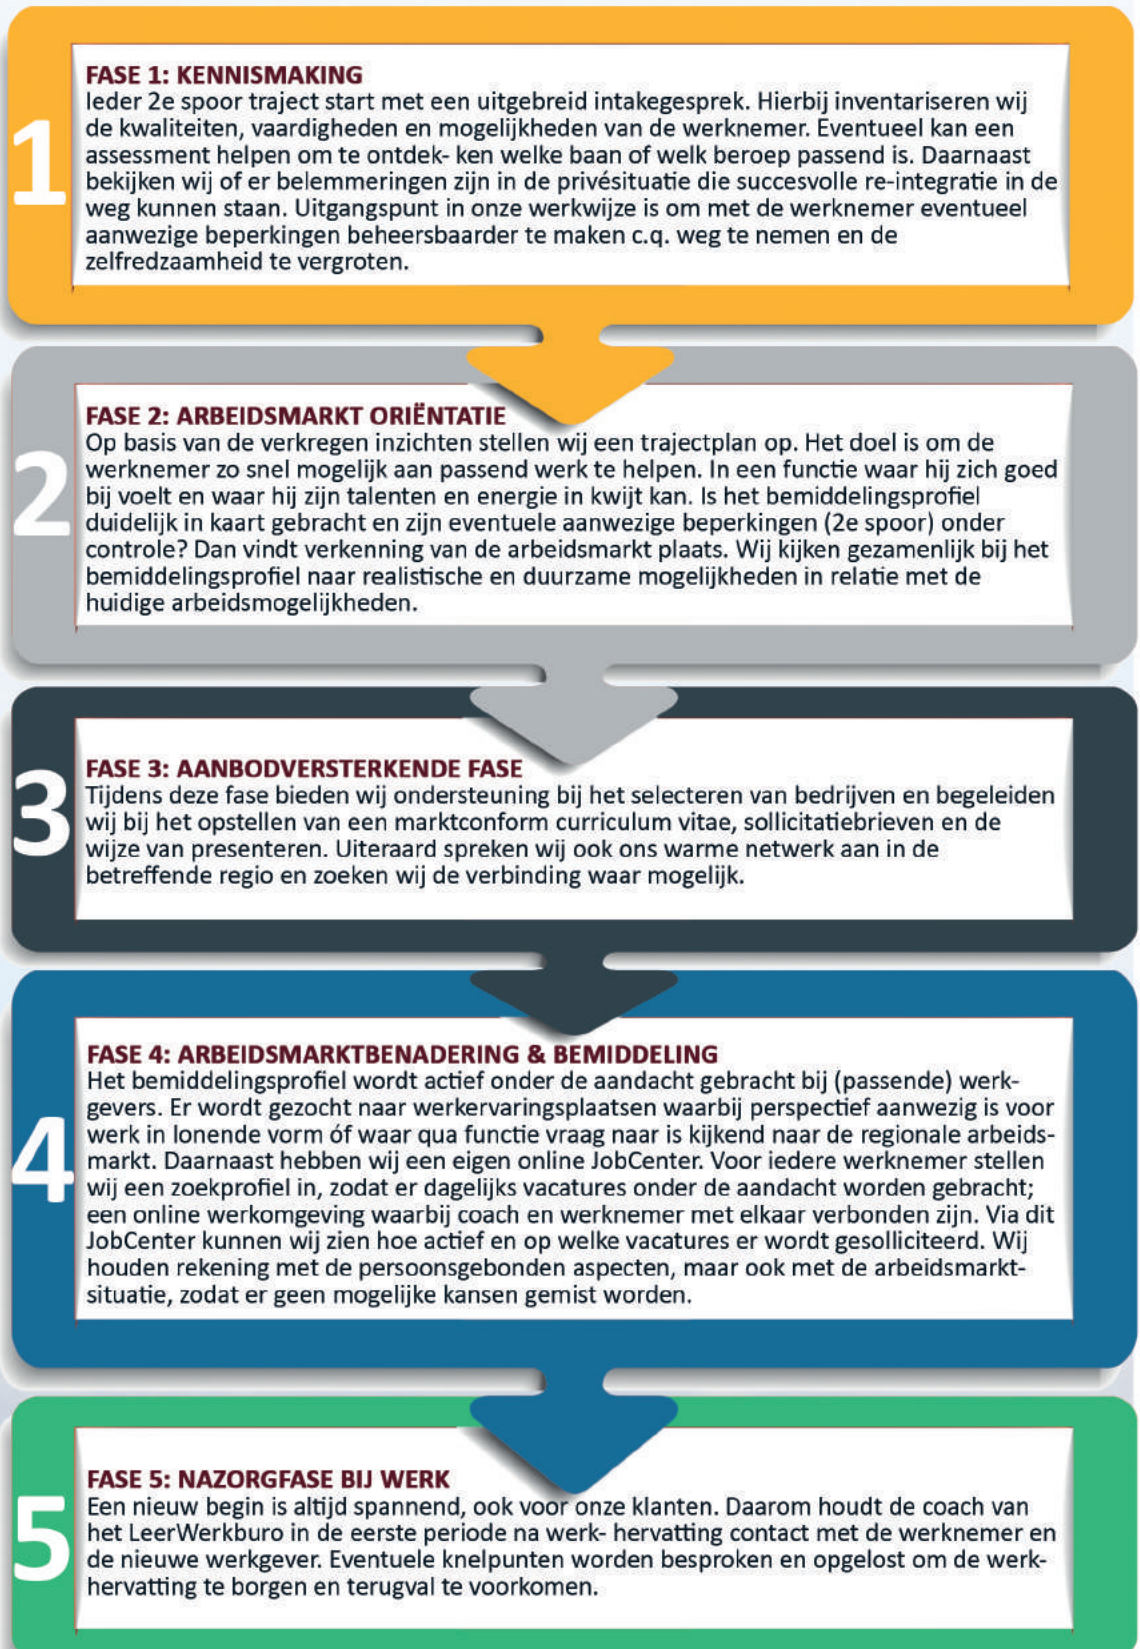 1
FASE 1: KENNISMAKING
Ieder 2e spoor traject start met een uitgebreid intakegesprek. Hierbij inventariseren wij
de kwaliteiten, vaardigheden en mogelijkheden van de werknemer. Eventueel kan een
assessment helpen om te ontdek- ken welke baan of welk beroep passend is. Daarnaast
bekijken wij of er belemmeringen zijn in de privésituatie die succesvolle re-integratie in de
weg kunnen staan. Uitgangspunt in onze werkwijze is om met de werknemer eventueel
aanwezige beperkingen beheersbaarder te maken c.q. weg te nemen en de
zelfredzaamheid te vergroten.
2
FASE 2: ARBEIDSMARKT ORIËNTATIE
Op basis van de verkregen inzichten stellen wij een trajectplan op. Het doel is om de
werknemer zo snel mogelijk aan passend werk te helpen. In een functie waar hij zich goed
bij voelt en waar hij zijn talenten en energie in kwijt kan. Is het bemiddelingsprofiel
duidelijk in kaart gebracht en zijn eventuele aanwezige beperkingen (2e spoor) onder
controle? Dan vindt verkenning van de arbeidsmarkt plaats. Wij kijken gezamenlijk bij het
bemiddelingsprofiel naar realistische en duurzame mogelijkheden in relatie met de
huidige arbeidsmogelijkheden.
3
FASE 3: AANBODVERSTERKENDE FASE
Tijdens deze fase bieden wij ondersteuning bij het selecteren van bedrijven en begeleiden
wij bij het opstellen van een marktconform curriculum vitae, sollicitatiebrieven en de
wijze van presenteren. Uiteraard spreken wij ook ons warme netwerk aan in de
betreffende regio en zoeken wij de verbinding waar mogelijk.
4
FASE 4: ARBEIDSMARKTBENADERING & BEMIDDELING
Het bemiddelingsprofiel wordt actief onder de aandacht gebracht bij (passende) werk-
gevers. Er wordt gezocht naar werkervaringsplaatsen waarbij perspectief aanwezig is voor
werk in lonende vorm óf waar qua functie vraag naar is kijkend naar de regionale arbeids-
markt. Daarnaast hebben wij een eigen online JobCenter. Voor iedere werknemer stellen
wij een zoekprofiel in, zodat er dagelijks vacatures onder de aandacht worden gebracht;
een online werkomgeving waarbij coach en werknemer met elkaar verbonden zijn. Via dit
JobCenter kunnen wij zien hoe actief en op welke vacatures er wordt gesolliciteerd. Wij
houden rekening met de persoonsgebonden aspecten, maar ook met de arbeidsmarkt-
situatie, zodat er geen mogelijke kansen gemist worden.
5
FASE 5: NAZORGFASE BIJ WERK
Een nieuw begin is altijd spannend, ook voor onze klanten. Daarom houdt de coach van
het LeerWerkburo in de eerste periode na werk- hervatting contact met de werknemer en
de nieuwe werkgever. Eventuele knelpunten worden besproken en opgelost om de werk-
hervatting te borgen en terugval te voorkomen.